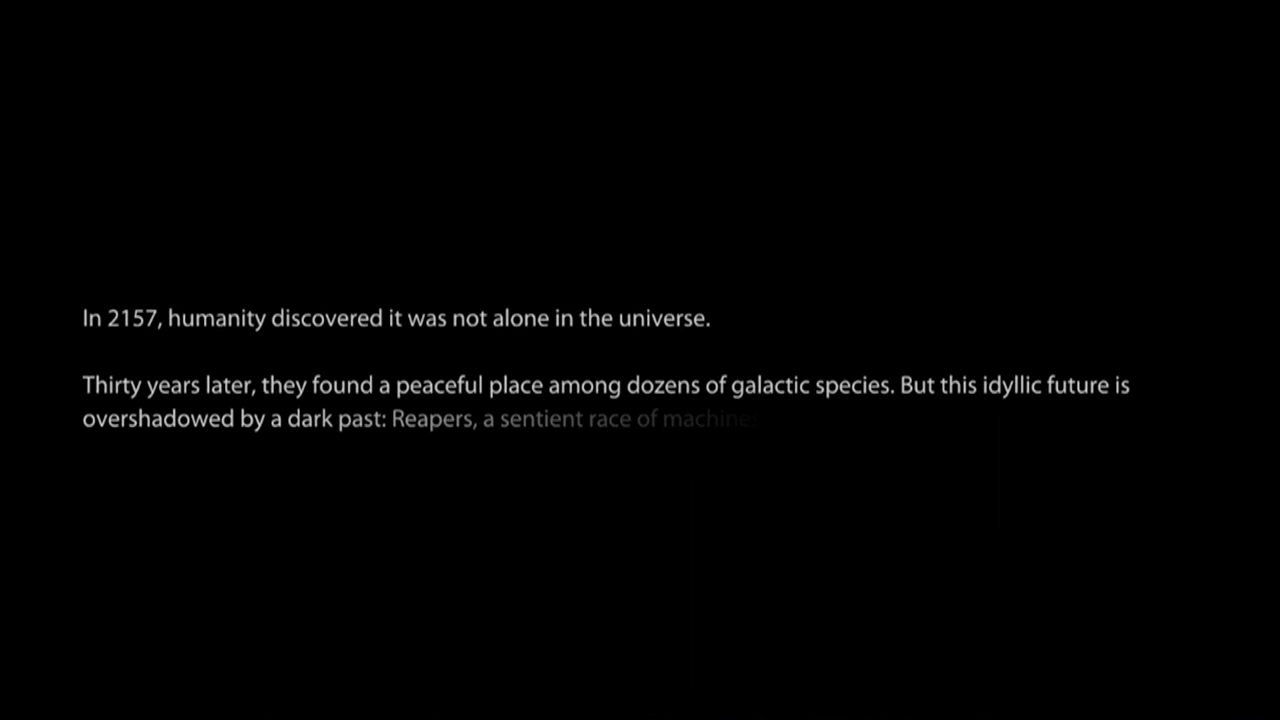 In 2157, humanity discovered it was not alone in the universe.
Thirty years later, they found a peaceful place among dozens of galactic species. But this idyllic future is
overshadowed by a dark past: Reapers, a sentient race of machines